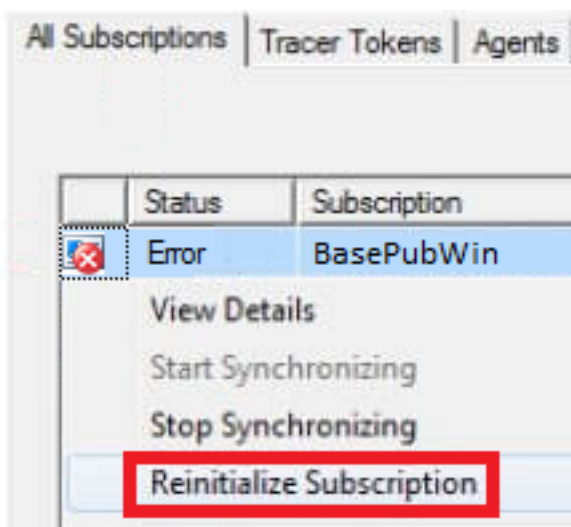 All Subscriptions Tracer Tokens Agents
Status Subscription
Error BasePubWin
View Details
Start Synchronizing
Stop Synchronizing
Reinitialize Subscription